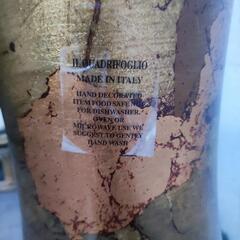 IL QUADRIFOGLIO
MADE IN ITALY
HAND DECORATED
ITEM FOOD SAFE NOT
FOR DISHWASHER,
OVEN OR
MICROWAVE USE WE
SUGGEST TO GENTLY
HAND WASH